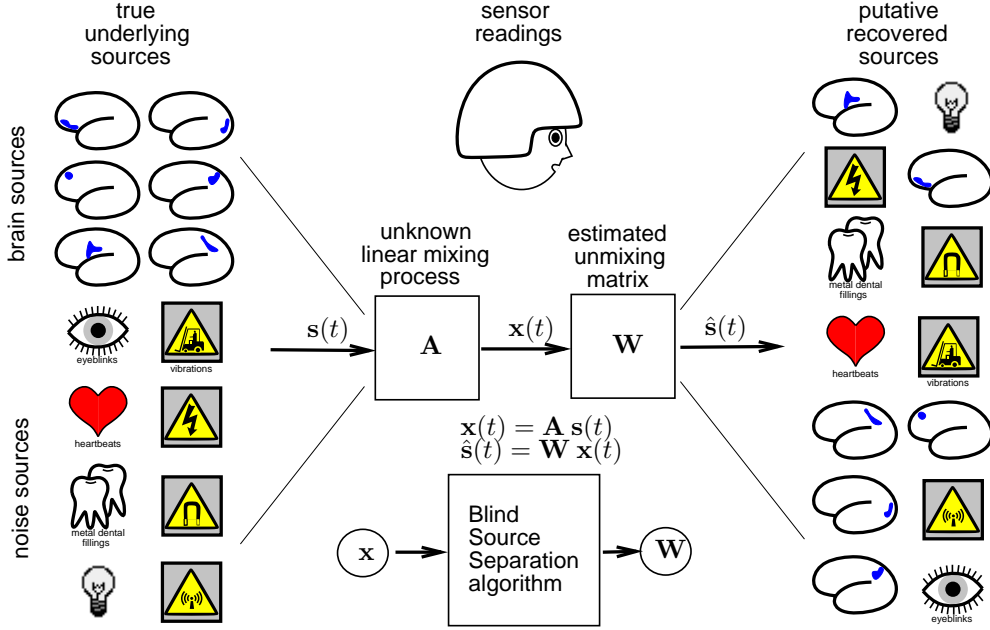 true
underlying
sources
sensor
readings
putative
recovered
sources
brain sources
noise sources
eyeblinks
vibrations
heartbeats
metal dental
fillings
unknown
linear mixing
process
estimated
unmixing
matrix
s(t)
A
x(t)
W
ŝ(t)
x(t) = A s(t)
ŝ(t) = W x(t)
x
Blind
Source
Separation
algorithm
W
metal dental
fillings
heartbeats
vibrations
eyeblinks